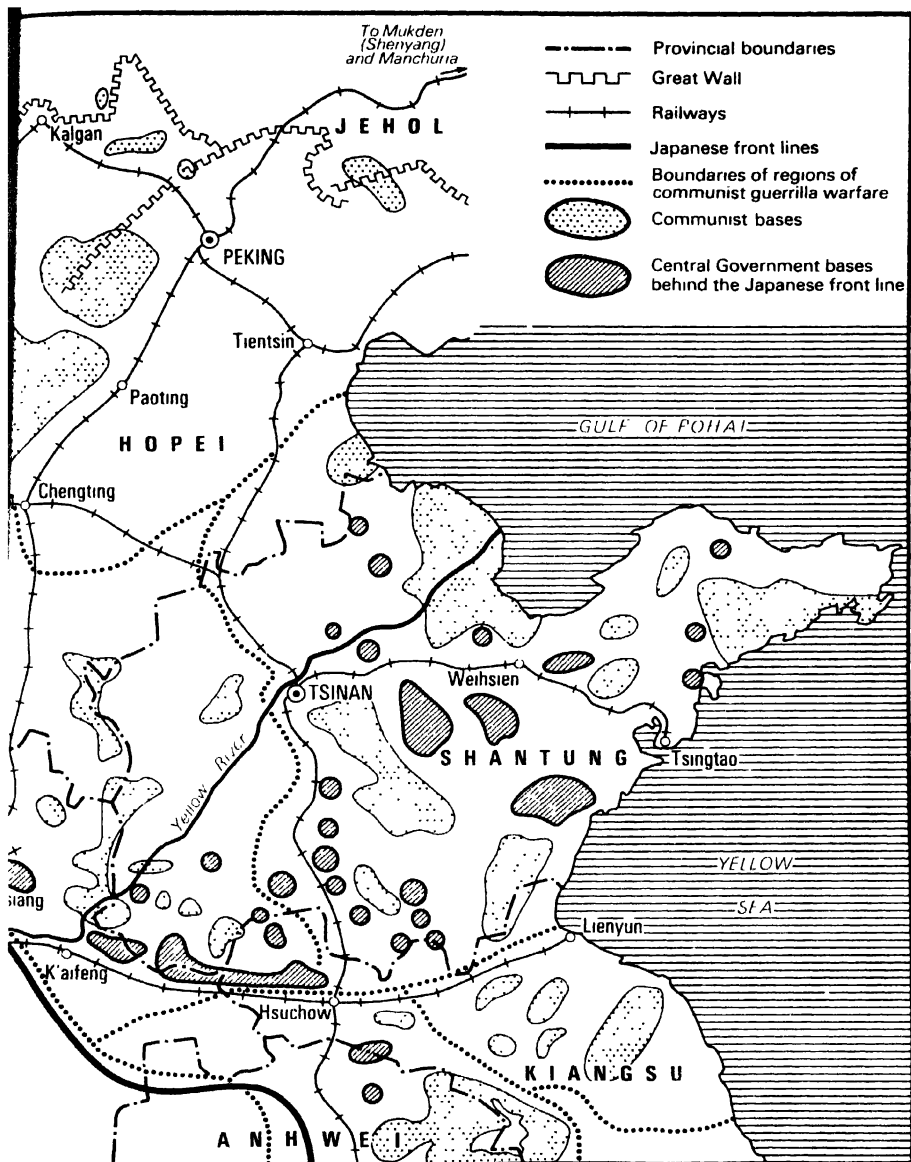 To Mukden
(Shenyang)
and Manchuria
Provincial boundaries
Great Wall
Railways
Japanese front lines
Boundaries of regions of
communist guerrilla warfare
Communist bases
Central Government bases
behind the Japanese front line
Kalgan
JEHOL
PEKING
Tientsin
Paoting
HOPEI
GULF OF POHAI
Chengting
Weihsien
TSINAN
SHANTUNG
Tsingtao
Yellow River
YELLOW
SEA
siang
Lienyun
K'aifeng
Hsuchow
KIANGSU
ANHWEI